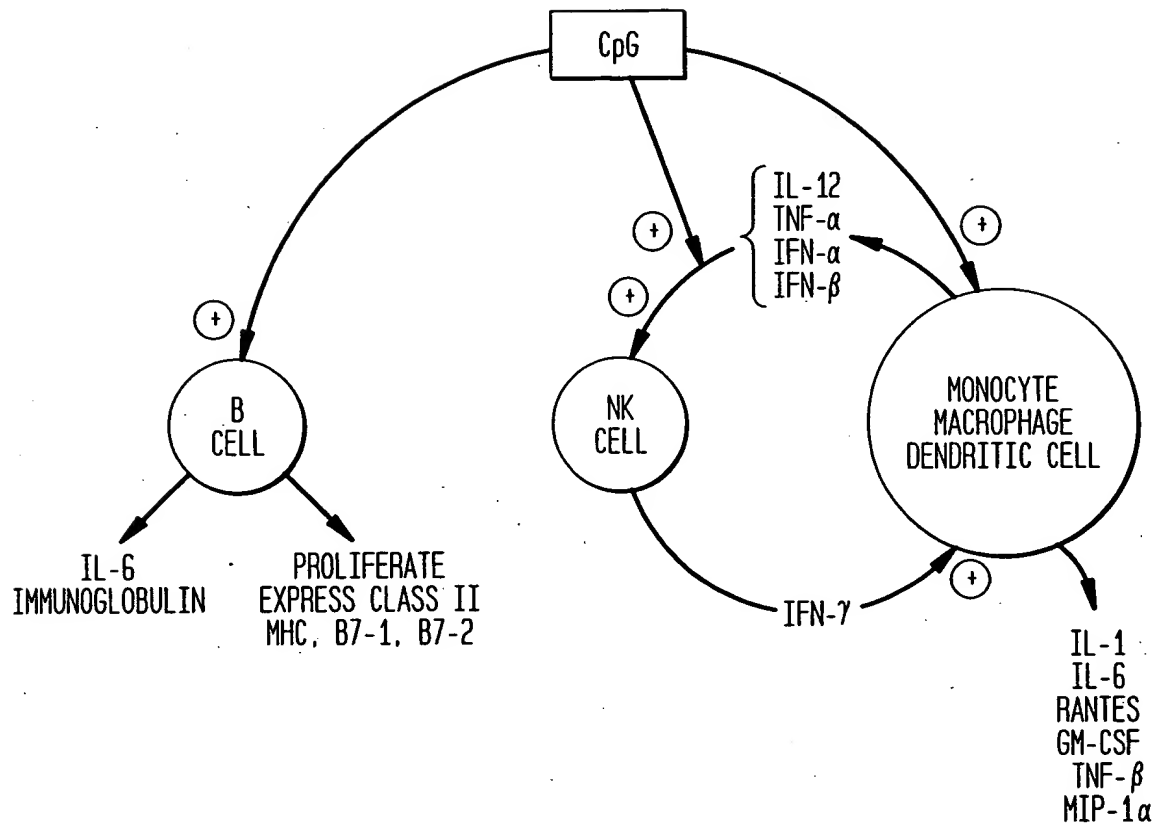 CpG
IL-12
TNF-α
IFN-α
IFN-β
+
+
+
+
B
CELL
NK
CELL
MONOCYTE
MACROPHAGE
DENDRITIC CELL
IL-6
IMMUNOGLOBULIN
PROLIFERATE
EXPRESS CLASS II
MHC, B7-1, B7-2
IFN-γ
+
IL-1
IL-6
RANTES
GM-CSF
TNF-β
MIP-1α